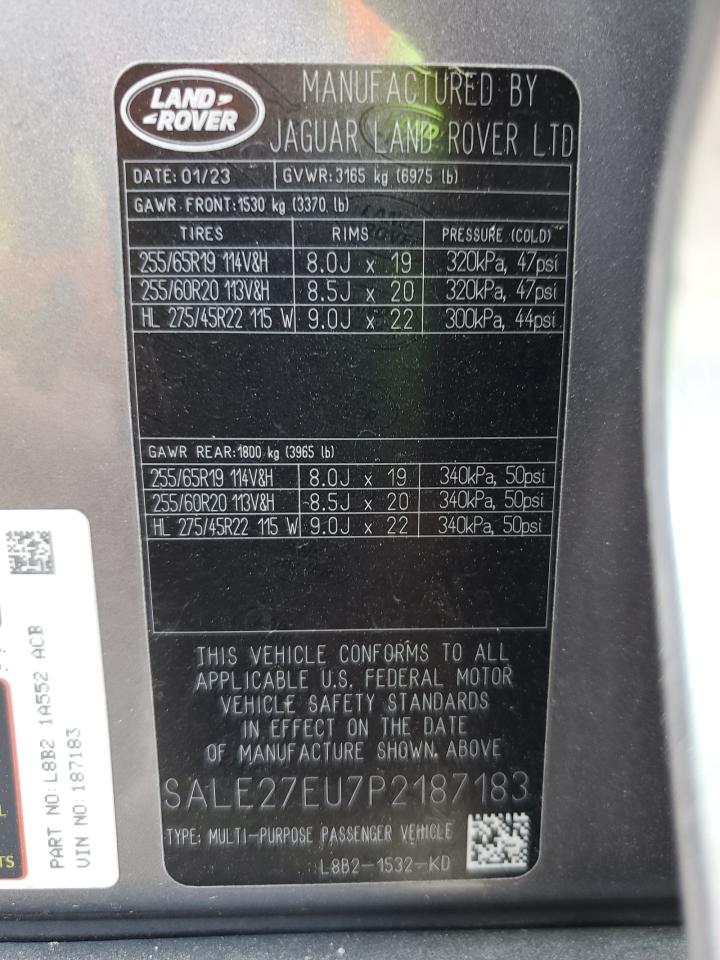 LAND
ROVER
MANUFACTURED BY
JAGUAR LAND ROVER LTD
DATE: 01/23 GVWR: 3165 kg (6975 lb)
GAWR FRONT: 1530 kg (3370 lb)
TIRES RIMS PRESSURE (COLD)
255/65R19 114V&H 8.0J x 19 320kPa, 47psi
255/60R20 113V&H 8.5J x 20 320kPa, 47psi
HL 275/45R22 115 W 9.0J x 22 300kPa, 44psi
GAWR REAR: 1800 kg (3965 lb)
255/65R19 114V&H 8.0J x 19 340kPa, 50psi
255/60R20 113V&H 8.5J x 20 340kPa, 50psi
HL 275/45R22 115 W 9.0J x 22 340kPa, 50psi
THIS VEHICLE CONFORMS TO ALL
APPLICABLE U.S. FEDERAL MOTOR
VEHICLE SAFETY STANDARDS
IN EFFECT ON THE DATE
OF MANUFACTURE SHOWN. ABOVE
SALE27EU7P2187183
TYPE: MULTI-PURPOSE PASSENGER VEHICLE
L8B2-1532-KD
PART NO: L8B2 1A552 ACB
VIN NO: 187183